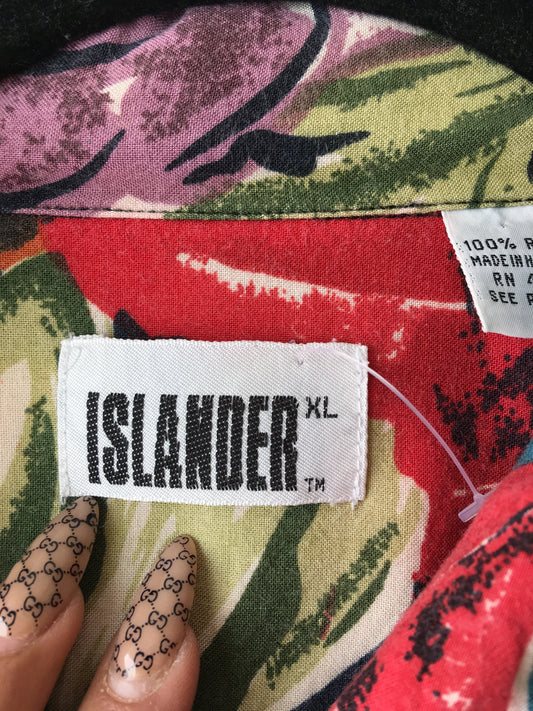 100% R
MADE IN H
RN 4
SEE R
ISLANDER XL
TM